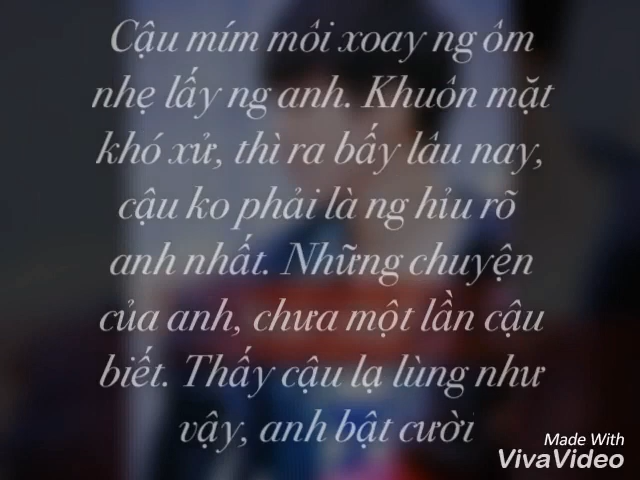 Cậu mím môi xoay ng ôm
nhẹ lấy ng anh. Khuôn mặt
khó xử, thì ra bấy lâu nay,
cậu ko phải là ng hỉu rõ
anh nhất. Những chuyện
của anh, chưa một lần cậu
biết. Thấy cậu lạ lùng như
vậy, anh bật cười
Made With
VivaVideo